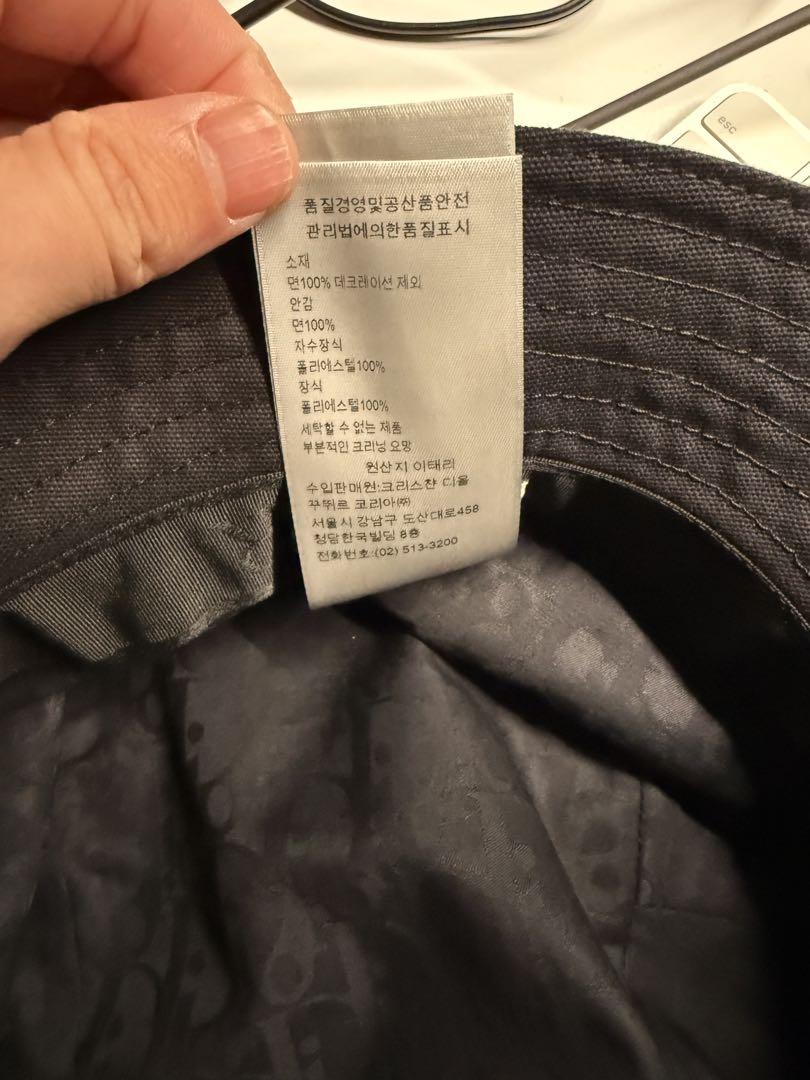 품질경영및공산품안전
관리법에의한품질표시
소재
면100% 데크레이션 제외
안감
면100%
자수장식
폴리에스텔100%
장식
폴리에스텔100%
세탁할 수 없는 제품
부분적인 크리닝 요망
원산지 이태리
수입판매원:크리스챤 디올
꾸뛰르 코리아㈜
서울시 강남구 도산대로458
청담한국빌딩 8층
전화번호:(02) 513-3200
esc